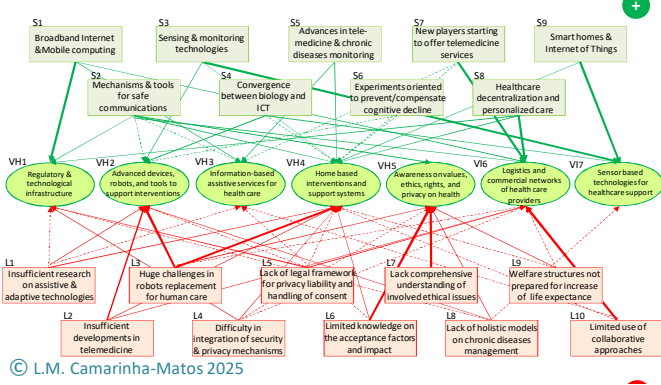 +
S1
Broadband Internet
&Mobile computing
S3
Sensing & monitoring
technologies
S5
Advances in tele-
medicine & chronic
diseases monitoring
S7
New players starting
to offer telemedicine
services
S9
Smart homes &
Internet of Things
S2
Mechanisms & tools
for safe
communications
S4
Convergence
between biology and
ICT
S6
Experiments oriented
to prevent/compensate
cognitive decline
S8
Healthcare
decentralization and
personalized care
VH1
Regulatory &
technological
infrastructure
VH2
Advanced devices,
robots, and tools to
support interventions
VH3
Information-based
assistive services for
health care
VH4
Home based
interventions and
support systems
VH5
Awareness on values,
ethics, rights, and
privacy on health
VI6
Logistics and
commercial networks
of health care
providers
VI7
Sensor based
technologies for
healthcare support
L1
Insufficient research
on assistive &
adaptive technologies
L3
Huge challenges in
robots replacement
for human care
L5
Lack of legal framework
for privacy liability and
handling of consent
L7
Lack comprehensive
understanding of
involved ethical issues
L9
Welfare structures not
prepared for increase
of life expectance
L2
Insufficient
developments in
telemedicine
L4
Difficulty in
integration of security
& privacy mechanisms
L6
Limited knowledge on
the acceptance factors
and impact
L8
Lack of holistic models
on chronic diseases
management
L10
Limited use of
collaborative
approaches
© L.M. Camarinha-Matos 2025